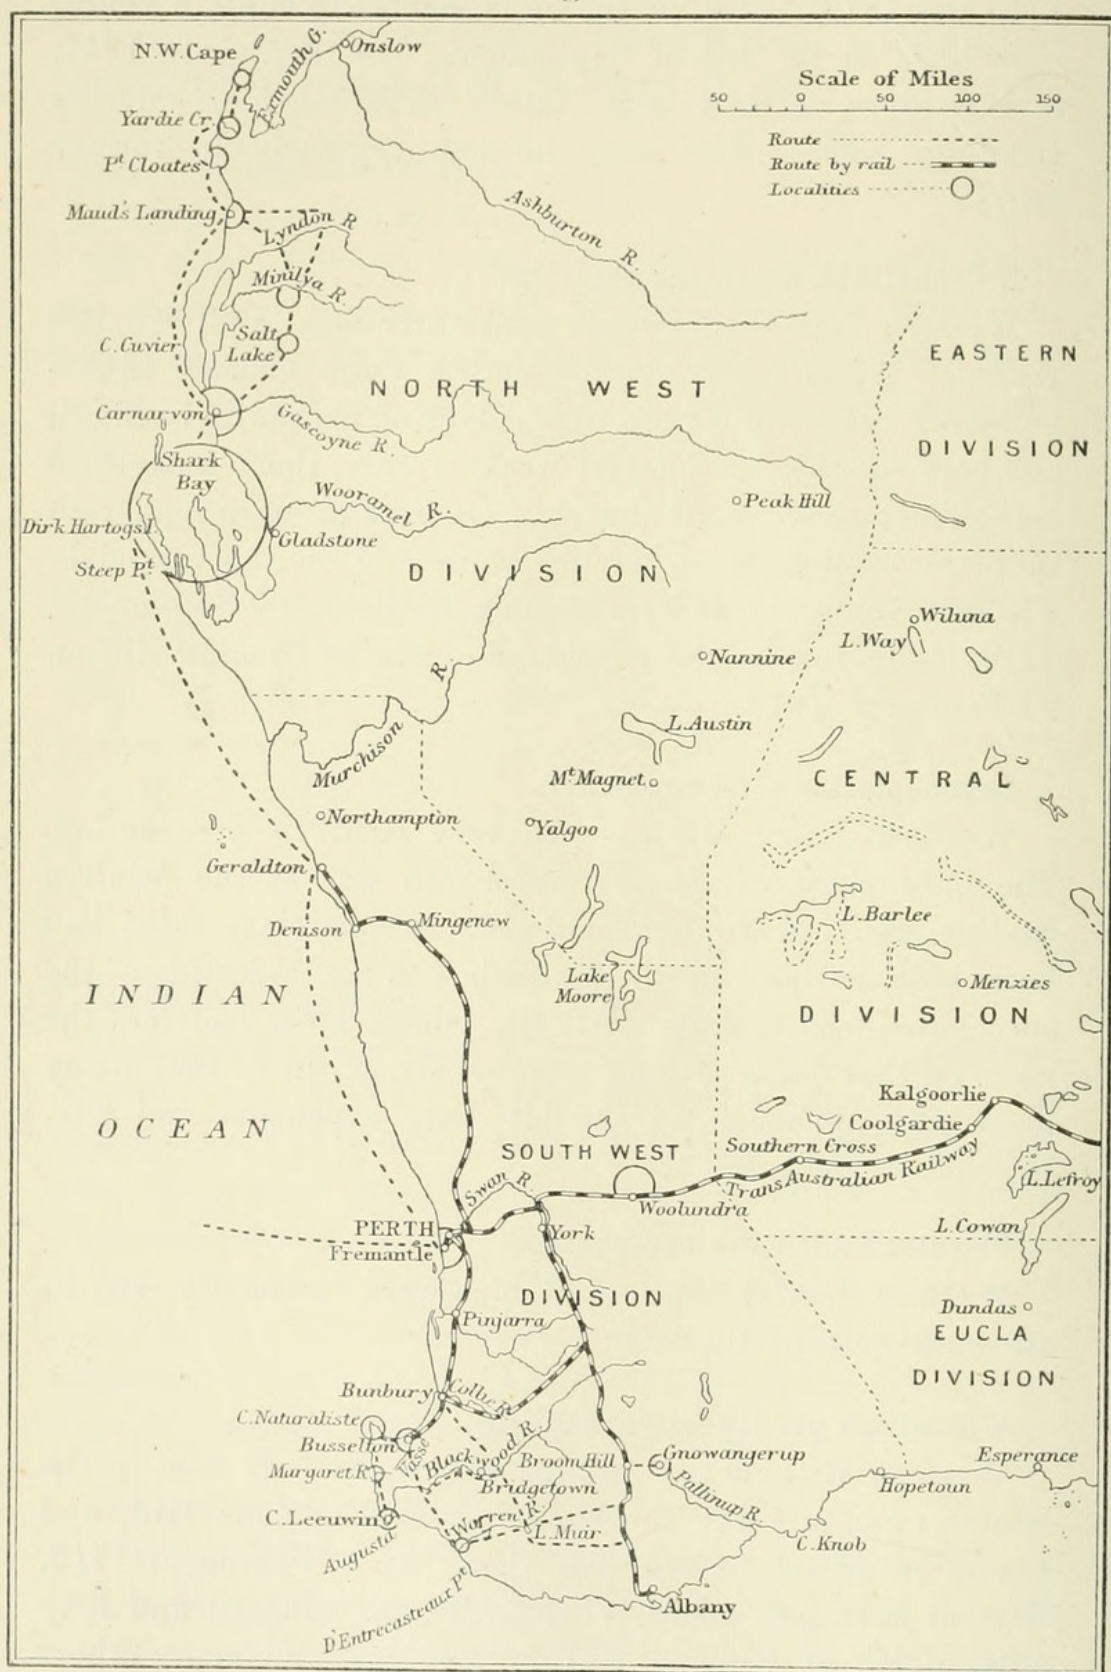 N.W. Cape
Exmouth G.
Onslow
Scale of Miles
50 0 50 100 150
Route
Route by rail
Localities
Yardie Cr.
Pt Cloates
Maud's Landing
Lyndon R
Ashburton R.
Minilya R.
Salt
Lake
C. Cuvier
EASTERN
DIVISION
NORTH WEST
DIVISION
Carnarvon
Gascoyne R.
Shark
Bay
Wooramel R.
Peak Hill
Dirk Hartogs I.
Gladstone
Steep Pt.
Wiluna
L. Way
Nannine
Murchison R.
L. Austin
Mt Magnet
CENTRAL
DIVISION
Northampton
Yalgoo
Geraldton
Denison
Mingenew
L. Barlee
Lake
Moore
Menzies
INDIAN
OCEAN
Kalgoorlie
Coolgardie
Southern Cross
Trans Australian Railway
SOUTH WEST
DIVISION
Swan R.
Woolundra
L. Lefroy
L. Cowan
PERTH
Fremantle
York
Pinjarra
Dundas
EUCLA
DIVISION
Bunbury
Collie R.
C. Naturaliste
Busselton
Vasse
Margaret R.
Blackwood R.
Bridgetown
Broom Hill
Gnowangerup
Pallinup R.
Esperance
Hopetoun
C. Leeuwin
Augusta
Warren R.
L. Muir
C. Knob
D'Entrecasteaux Pt
Albany